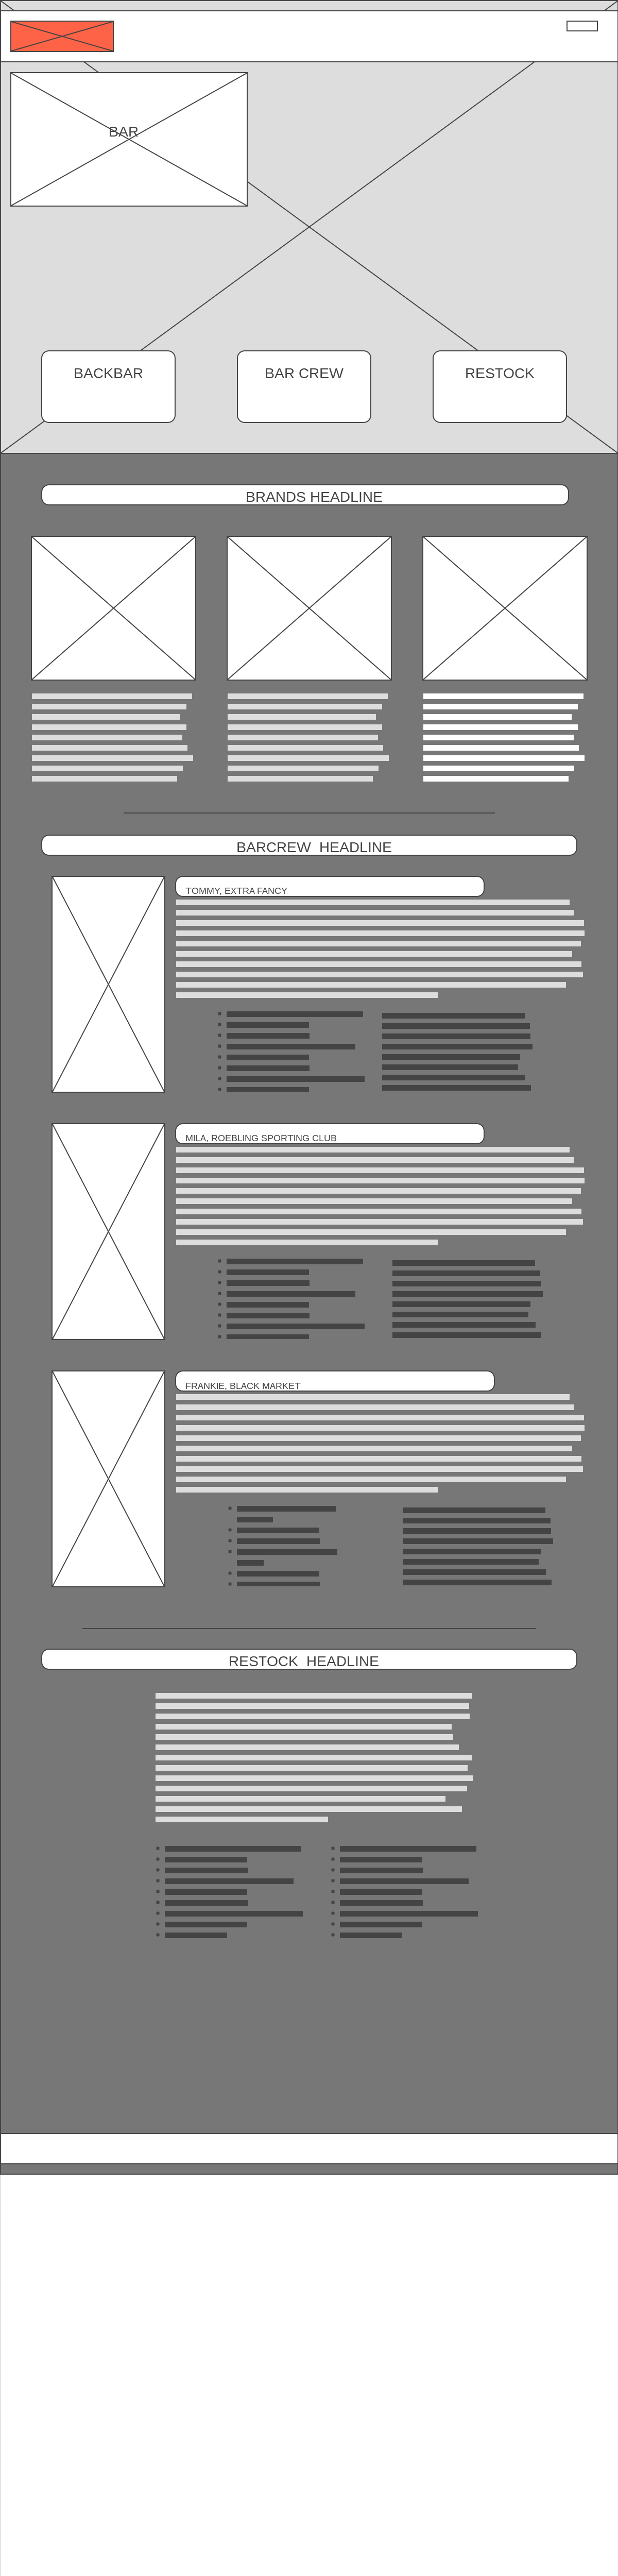 BAR
BACKBAR
BAR CREW
RESTOCK
BRANDS HEADLINE
BARCREW  HEADLINE
TOMMY, EXTRA FANCY
MILA, ROEBLING SPORTING CLUB
FRANKIE, BLACK MARKET
RESTOCK  HEADLINE